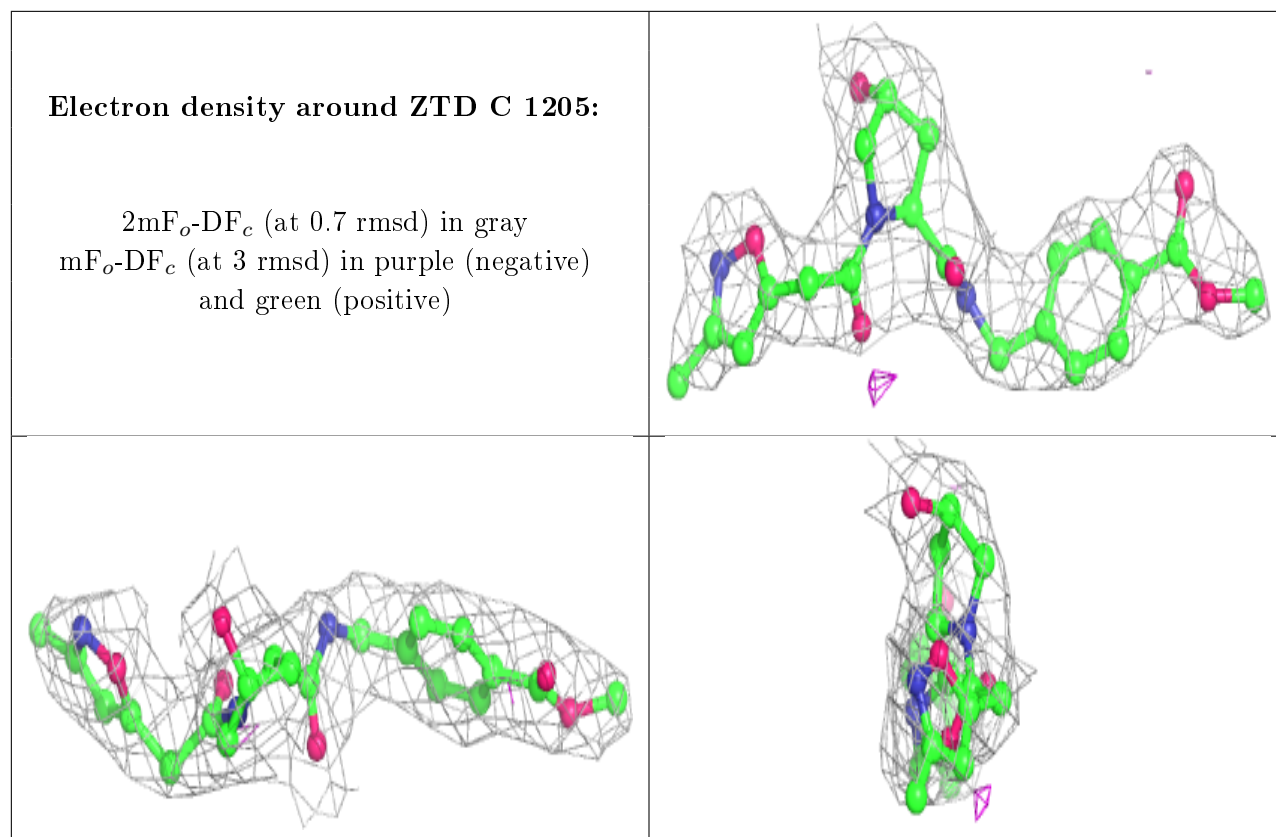 Electron density around ZTD C 1205:
2mFₒ-DF𝒸 (at 0.7 rmsd) in gray
mFₒ-DF𝒸 (at 3 rmsd) in purple (negative)
and green (positive)